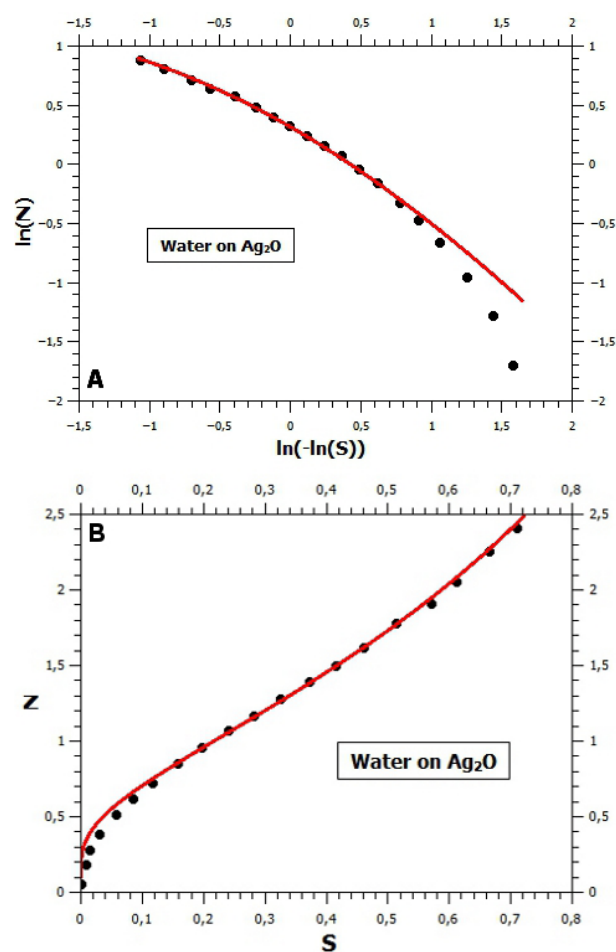 −1,5 −1 −0,5 0 0,5 1 1,5 2
1 1
0,5 0,5
0 0
−0,5 −0,5
−1 −1
−1,5 −1,5
−2 −2
ln(Z)
Water on Ag₂O
A
−1,5 −1 −0,5 0 0,5 1 1,5 2
ln(-ln(S))
0 0,1 0,2 0,3 0,4 0,5 0,6 0,7 0,8
2,5 2,5
B
2 2
1,5 1,5
Z
1 1
Water on Ag₂O
0,5 0,5
0 0
0 0,1 0,2 0,3 0,4 0,5 0,6 0,7 0,8
S